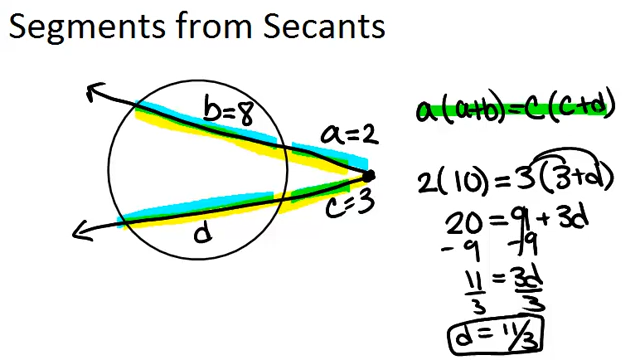 Segments from Secants
b=8
a=2
c=3
d
a(a+b)=c(c+d)
2(10)=3(3+d)
20=9+3d
-9 -9
11/3=3d/3
d=11/3